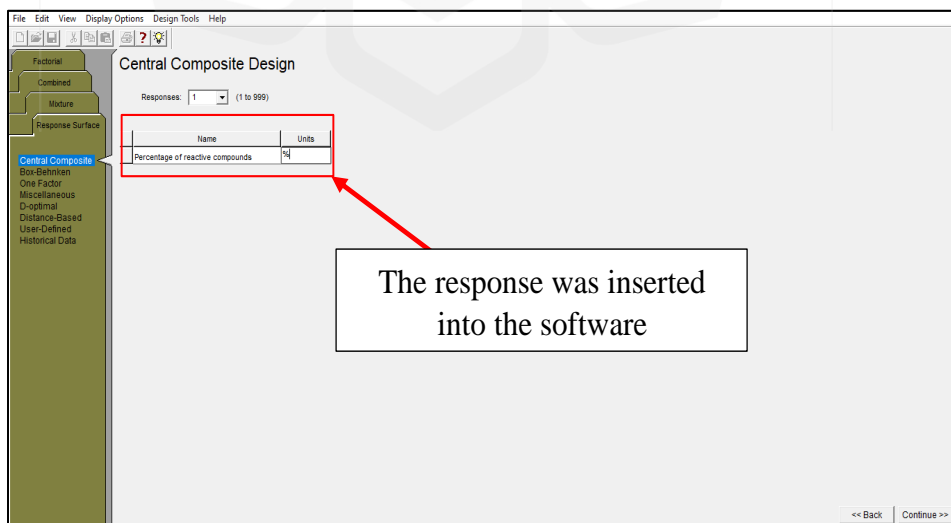 File Edit View Display Options Design Tools Help
Factorial
Combined
Mixture
Response Surface
Central Composite
Box-Behnken
One Factor
Miscellaneous
D-optimal
Distance-Based
User-Defined
Historical Data
Central Composite Design
Responses: 1 (1 to 999)
Name Units
Percentage of reactive compounds %
The response was inserted
into the software
<< Back Continue >>